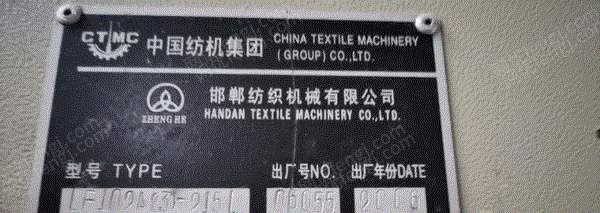 CTMC 中国纺机集团 CHINA TEXTILE MACHINERY
(GROUP) CO.,LTD.
ZHENG HE 邯郸纺织机械有限公司
HANDAN TEXTILE MACHINERY CO.,LTD.
型号 TYPE 出厂号NO. 出厂年份DATE
06055 2006